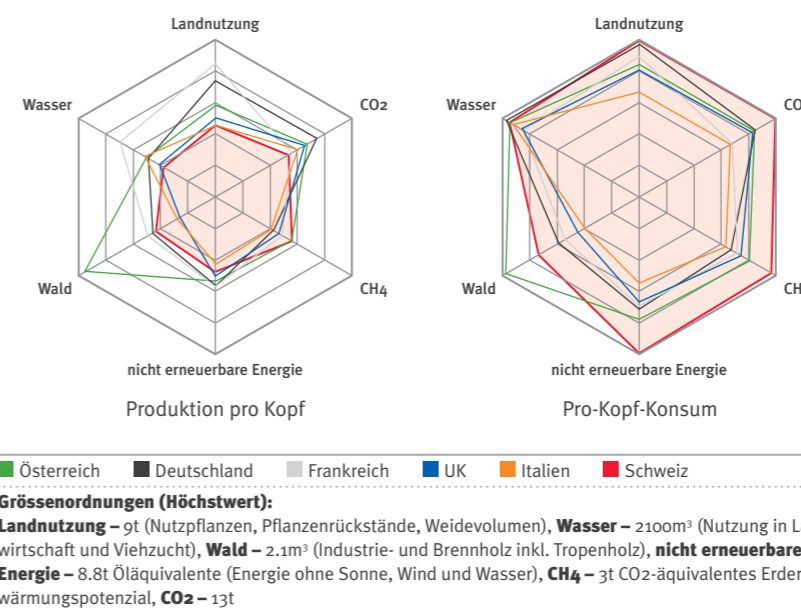 Landnutzung
Wasser
CO2
Wald
CH4
nicht erneuerbare Energie
Produktion pro Kopf
Landnutzung
Wasser
CO
Wald
CH
nicht erneuerbare Energie
Pro-Kopf-Konsum
Österreich Deutschland Frankreich UK Italien Schweiz
Grössenordnungen (Höchstwert):
Landnutzung – 9t (Nutzpflanzen, Pflanzenrückstände, Weidevolumen), Wasser – 2100m³ (Nutzung in La
wirtschaft und Viehzucht), Wald – 2.1m³ (Industrie- und Brennholz inkl. Tropenholz), nicht erneuerbare
Energie – 8.8t Öläquivalente (Energie ohne Sonne, Wind und Wasser), CH4 – 3t CO2-äquivalentes Erder
wärmungspotenzial, CO2 – 13t